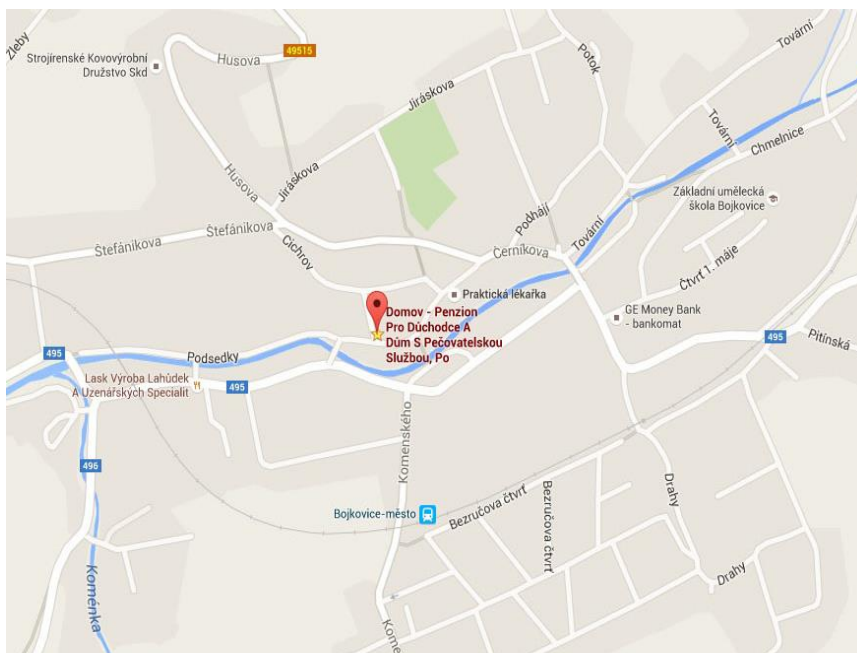 Zleby
Strojírenské Kovovýrobní
Družstvo Skd
Husova
49515
Potok
Tovární
Jiráskova
Tovární
Chmelnice
Husova
Jiráskova
Základní umělecká
škola Bojkovice
Podhájí
Štefánikova
Štefánikova
Cichrov
Černíkova
Tovární
Čtvrť 1. máje
Praktická lékařka
Domov - Penzion
Pro Důchodce A
Dům S Pečovatelskou
Službou, Po
GE Money Bank
- bankomat
495
Pitínská
495
Podsedky
Lask Výroba Lahůdek
A Uzenářských Specialit
495
Komenského
496
Drahy
Bezručova čtvrť
Bezručova
čtvrť
Bojkovice-město
Drahy
Koménka
Komenského